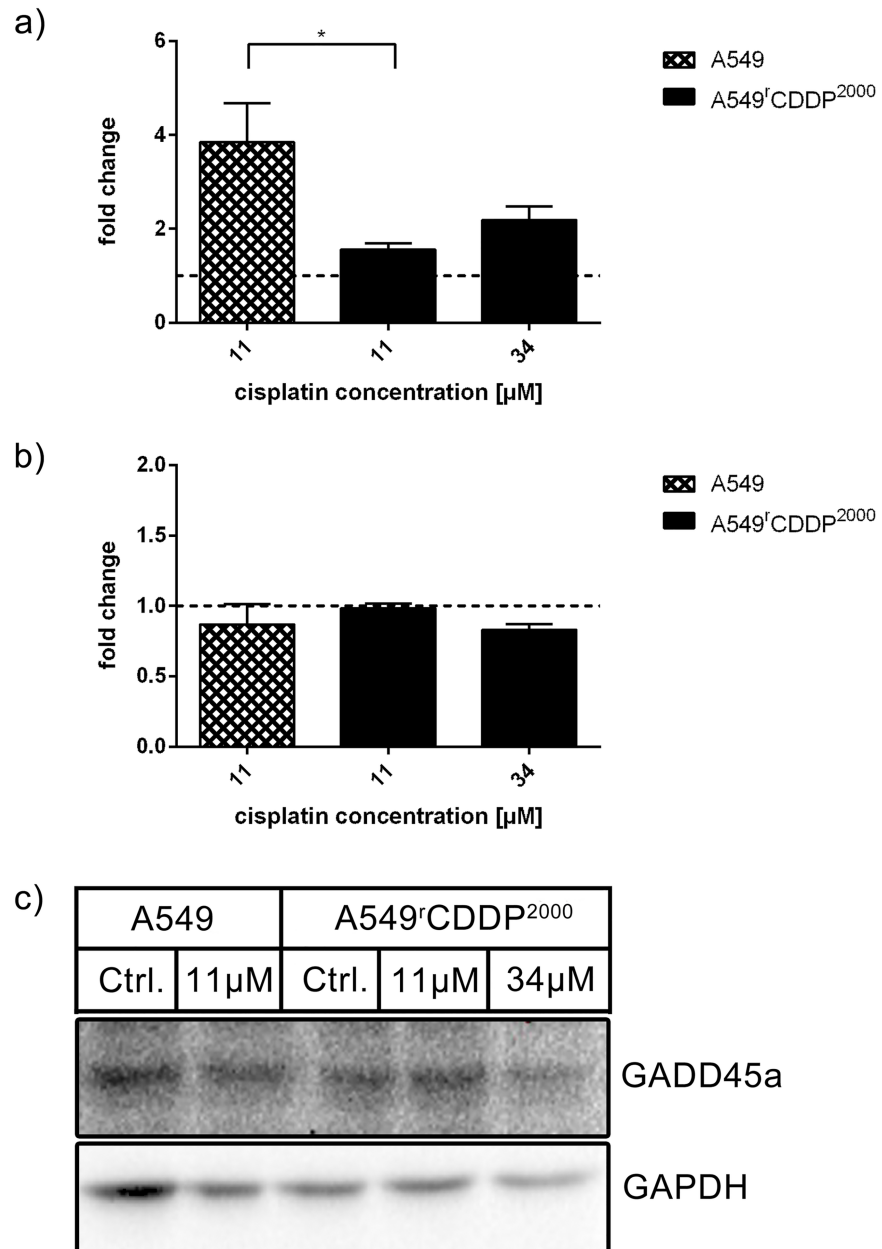 a)
6
4
2
0
fold change
*
11
11
34
cisplatin concentration [µM]
A549
A549ʳCDDP²⁰⁰⁰
b)
2.0
1.5
1.0
0.5
0.0
fold change
11
11
34
cisplatin concentration [µM]
A549
A549ʳCDDP²⁰⁰⁰
c)
A549 A549ʳCDDP²⁰⁰⁰
Ctrl. 11µM Ctrl. 11µM 34µM
GADD45a
GAPDH